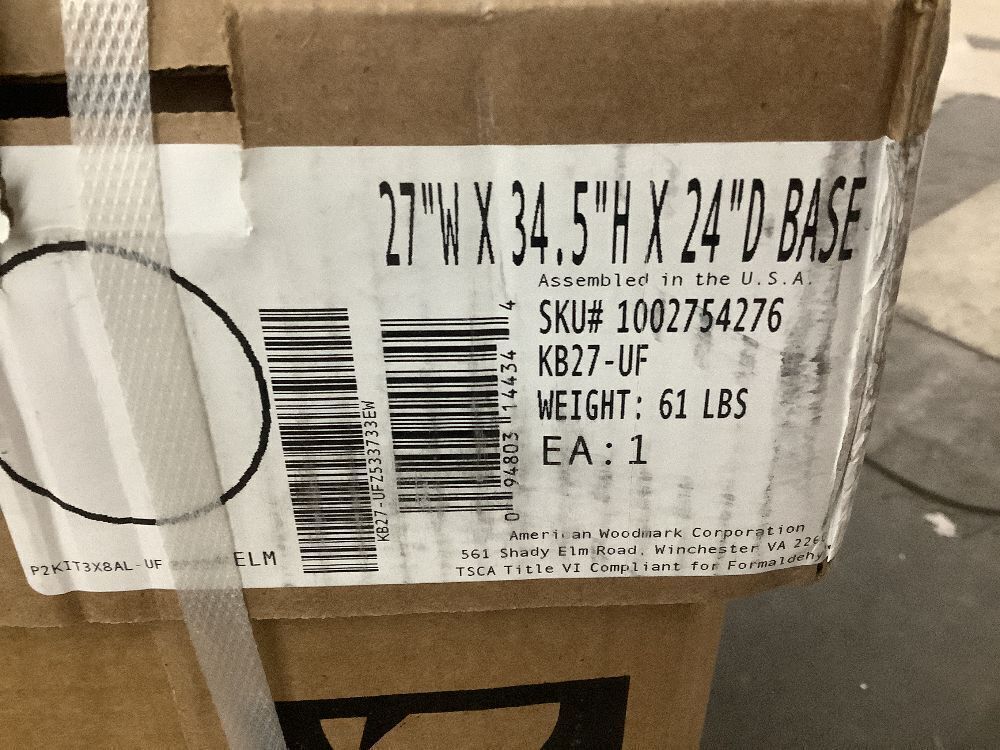 27"W X 34.5"H X 24"D BASE
Assembled in the U.S.A.
SKU# 1002754276
KB27-UF
WEIGHT: 61 LBS
EA: 1
KB27-UFZ533733EW
0 94803 14434 4
American Woodmark Corporation
561 Shady Elm Road, Winchester VA
TSCA Title VI Compliant for
P2KIT3X8AL-UF
ELM